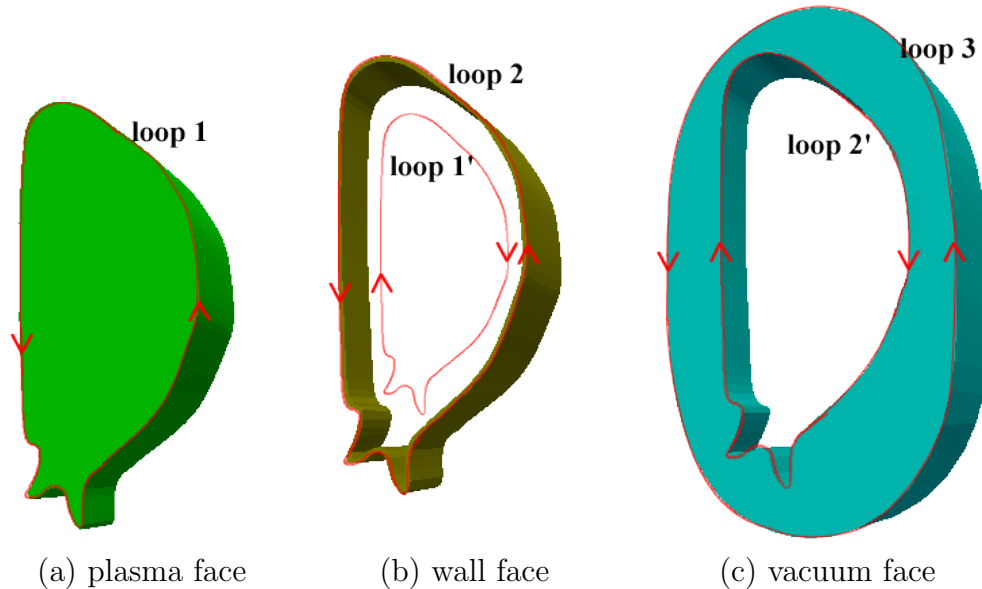 loop 1
loop 2
loop 1'
loop 3
loop 2'
(a) plasma face
(b) wall face
(c) vacuum face